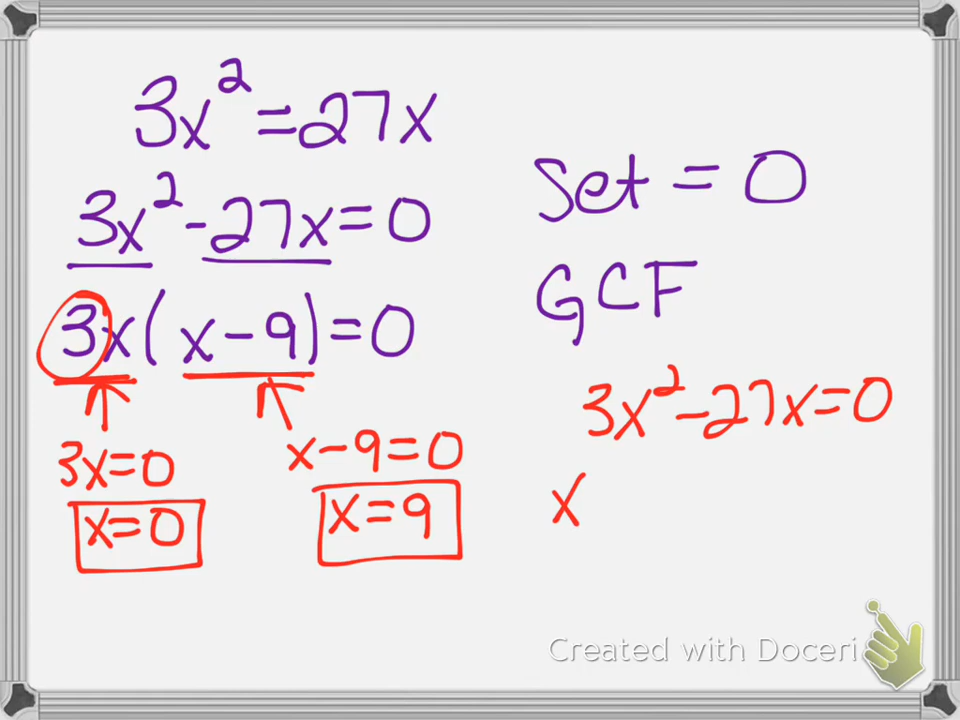 3x² = 27x
3x² - 27x = 0
3x(x - 9) = 0
3x = 0
x = 0
x - 9 = 0
x = 9
Set = 0
GCF
3x² - 27x = 0
x
Created with Doceri